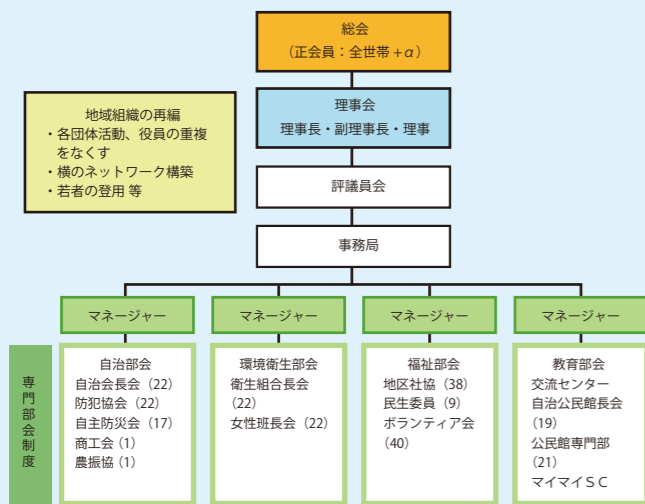 総会
（正会員：全世帯＋α）
理事会
理事長・副理事長・理事
地域組織の再編
・各団体活動、役員の重複
をなくす
・横のネットワーク構築
・若者の登用 等
評議員会
事務局
マネージャー
マネージャー
マネージャー
マネージャー
専門部会制度
自治部会
自治会長会（22）
防犯協会（22）
自主防災会（17）
商工会（1）
農振協（1）
環境衛生部会
衛生組合長会
（22）
女性班長会（22）
福祉部会
地区社協（38）
民生委員（9）
ボランティア会
（40）
教育部会
交流センター
自治公民館長会
（19）
公民館専門部
（21）
マイマイＳＣ